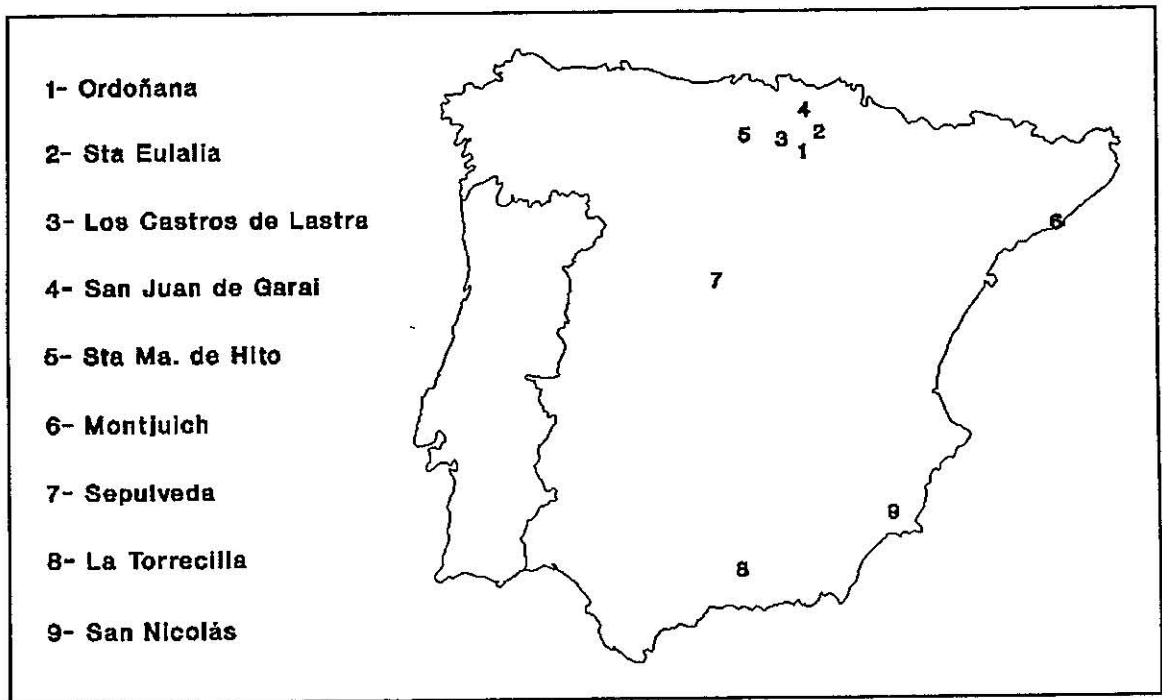 1- Ordoñana
2- Sta Eulalia
3- Los Castros de Lastra
4- San Juan de Garai
5- Sta Ma. de Hito
6- Montjuich
7- Sepulveda
8- La Torrecilla
9- San Nicolás
4
5 3 2
1
6
7
9
8